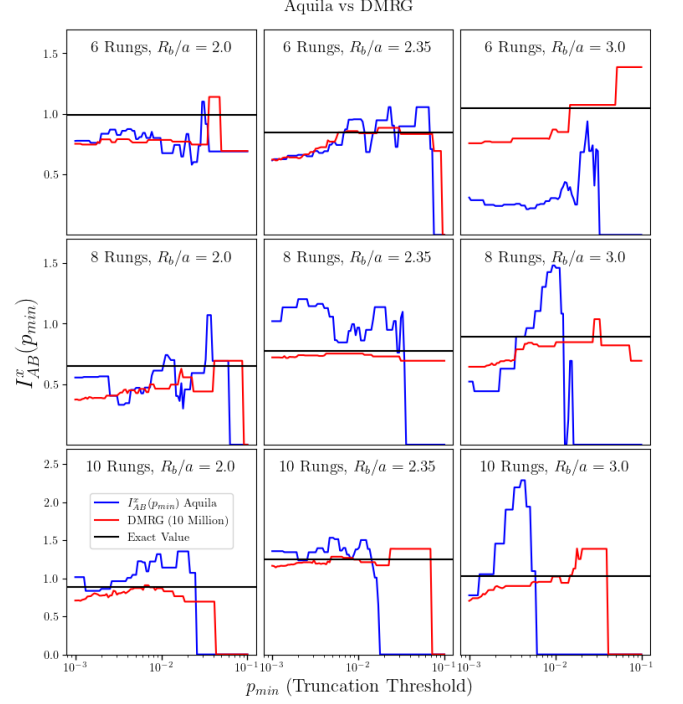 Aquila vs DMRG
6 Rungs, $R_b/a = 2.0$
6 Rungs, $R_b/a = 2.35$
6 Rungs, $R_b/a = 3.0$
1.5
1.0
0.5
8 Rungs, $R_b/a = 2.0$
8 Rungs, $R_b/a = 2.35$
8 Rungs, $R_b/a = 3.0$
1.5
1.0
0.5
$I^x_{AB}(p_{min})$
10 Rungs, $R_b/a = 2.0$
10 Rungs, $R_b/a = 2.35$
10 Rungs, $R_b/a = 3.0$
2.5
2.0
1.5
1.0
0.5
0.0
$I^x_{AB}(p_{min})$ Aquila
DMRG (10 Million)
Exact Value
$10^{-3}$ $10^{-2}$ $10^{-1}$ $10^{-3}$ $10^{-2}$ $10^{-1}$ $10^{-3}$ $10^{-2}$ $10^{-1}$
$p_{min}$ (Truncation Threshold)